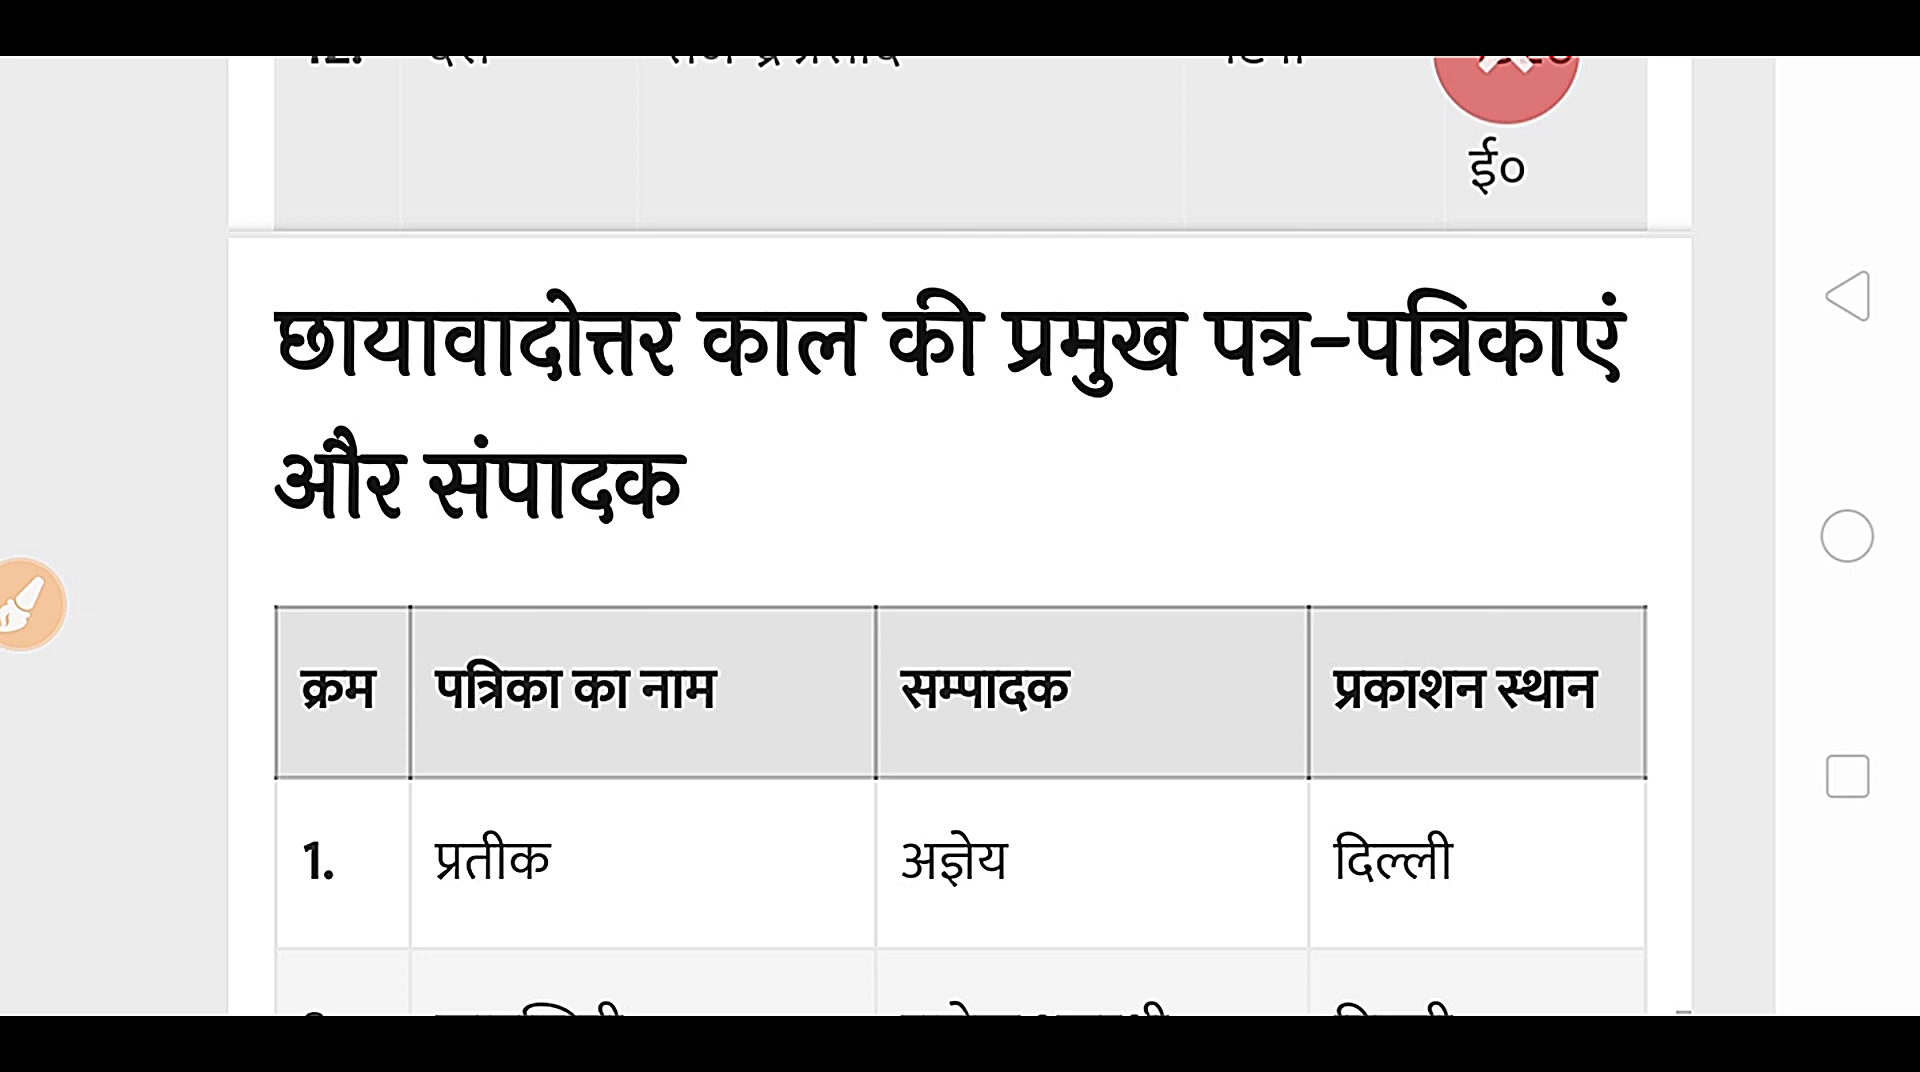 ई०
छायावादोत्तर काल की प्रमुख पत्र-पत्रिकाएं
और संपादक
क्रम पत्रिका का नाम सम्पादक प्रकाशन स्थान
1. प्रतीक अज्ञेय दिल्ली